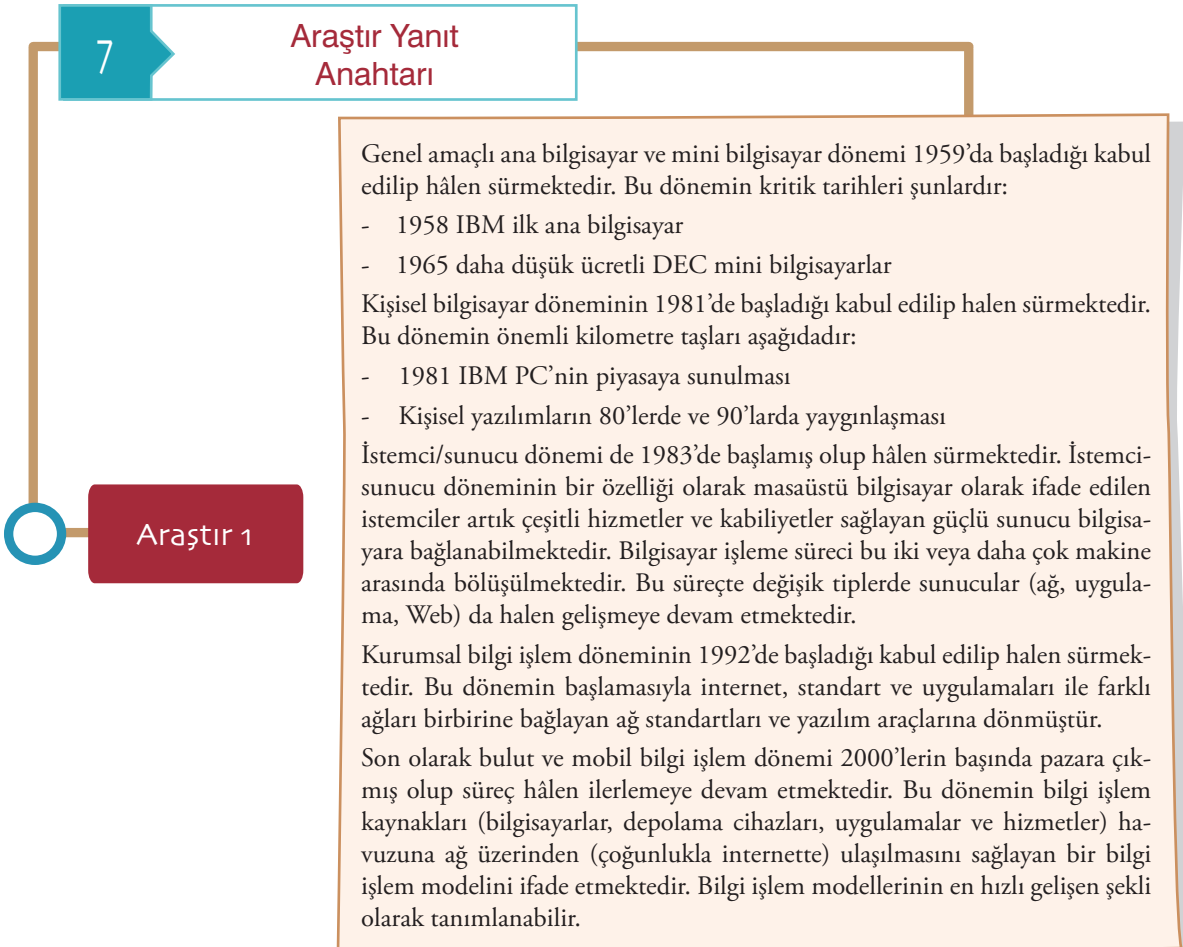 7
Araştır Yanıt
Anahtarı
Araştır 1
Genel amaçlı ana bilgisayar ve mini bilgisayar dönemi 1959’da başladığı kabul
edilip hâlen sürmektedir. Bu dönemin kritik tarihleri şunlardır:
- 1958 IBM ilk ana bilgisayar
- 1965 daha düşük ücretli DEC mini bilgisayarlar
Kişisel bilgisayar döneminin 1981’de başladığı kabul edilip halen sürmektedir.
Bu dönemin önemli kilometre taşları aşağıdadır:
- 1981 IBM PC’nin piyasaya sunulması
- Kişisel yazılımların 80’lerde ve 90’larda yaygınlaşması
İstemci/sunucu dönemi de 1983’de başlamış olup hâlen sürmektedir. İstemci-
sunucu döneminin bir özelliği olarak masaüstü bilgisayar olarak ifade edilen
istemciler artık çeşitli hizmetler ve kabiliyetler sağlayan güçlü sunucu bilgisa-
yara bağlanabilmektedir. Bilgisayar işleme süreci bu iki veya daha çok makine
arasında bölüşülmektedir. Bu süreçte değişik tiplerde sunucular (ağ, uygula-
ma, Web) da halen gelişmeye devam etmektedir.
Kurumsal bilgi işlem döneminin 1992’de başladığı kabul edilip halen sürmek-
tedir. Bu dönemin başlamasıyla internet, standart ve uygulamaları ile farklı
ağları birbirine bağlayan ağ standartları ve yazılım araçlarına dönmüştür.
Son olarak bulut ve mobil bilgi işlem dönemi 2000’lerin başında pazara çık-
mış olup süreç hâlen ilerlemeye devam etmektedir. Bu dönemin bilgi işlem
kaynakları (bilgisayarlar, depolama cihazları, uygulamalar ve hizmetler) ha-
vuzuna ağ üzerinden (çoğunlukla internette) ulaşılmasını sağlayan bir bilgi
işlem modelini ifade etmektedir. Bilgi işlem modellerinin en hızlı gelişen şekli
olarak tanımlanabilir.